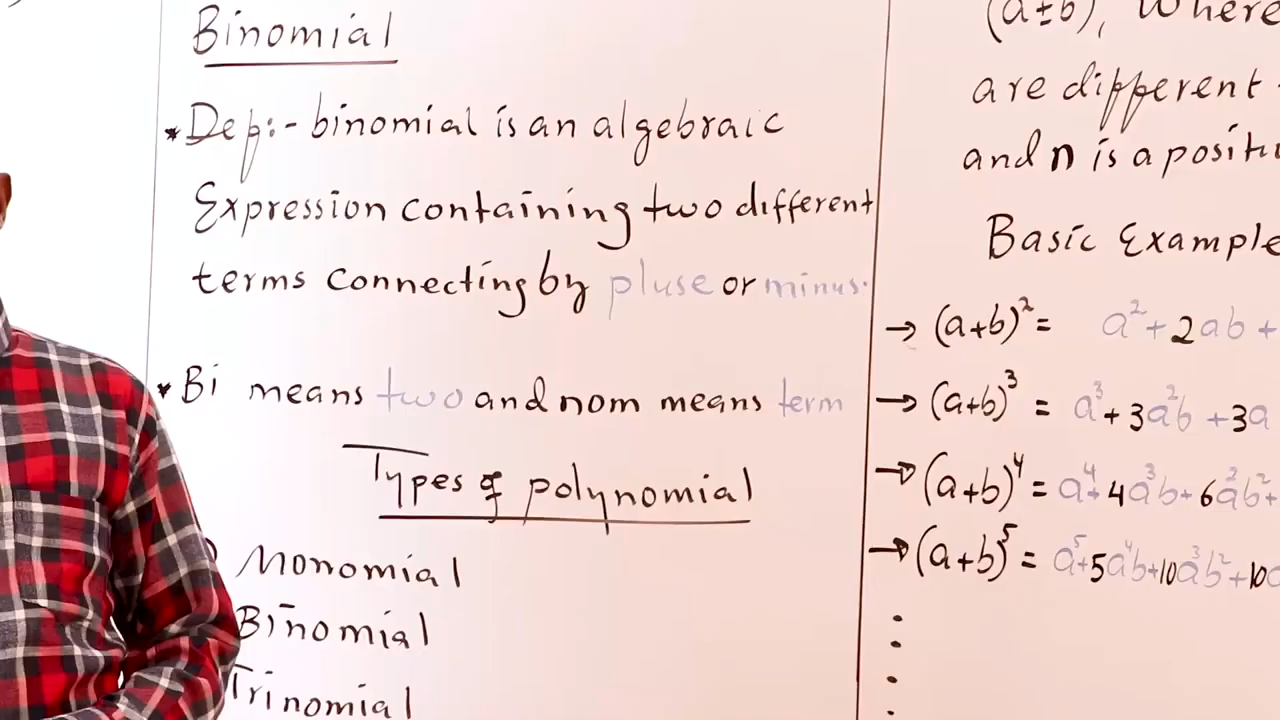 Binomial
* Def:- binomial is an algebraic
Expression containing two different
terms connecting by pluse or minus.
* Bi means two and nom means term
Types of polynomial
Monomial
Binomial
Trinomial
(a±b), Where
are different
and n is a positi
Basic Example
→ (a+b)² = a² + 2ab +
→ (a+b)³ = a³ + 3a²b + 3a
→ (a+b)⁴ = a⁴ + 4a³b + 6a²b² +
→ (a+b)⁵ = a⁵ + 5a⁴b + 10a³b² + 10a